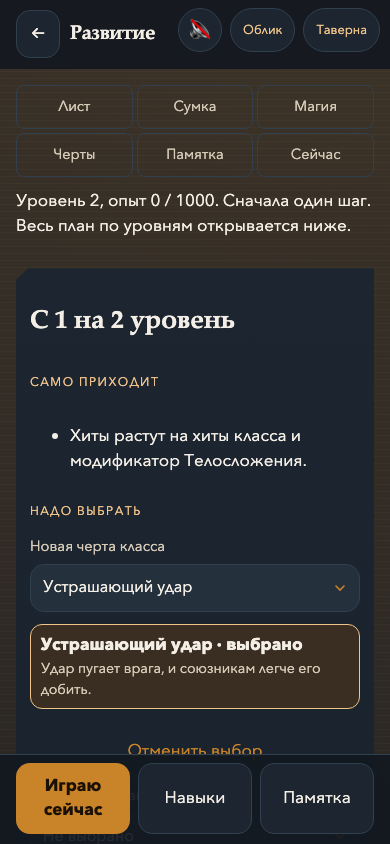 Развитие
Облик
Таверна
Лист
Сумка
Магия
Черты
Памятка
Сейчас
Уровень 2, опыт 0 / 1000. Сначала один шаг.
Весь план по уровням открывается ниже.
С 1 на 2 уровень
САМО ПРИХОДИТ
• Хиты растут на хиты класса и
модификатор Телосложения.
НАДО ВЫБРАТЬ
Новая черта класса
Устрашающий удар
Устрашающий удар · выбрано
Удар пугает врага, и союзникам легче его
добить.
Отменить выбор
Играю
сейчас
Навыки
Памятка
Не выбрано